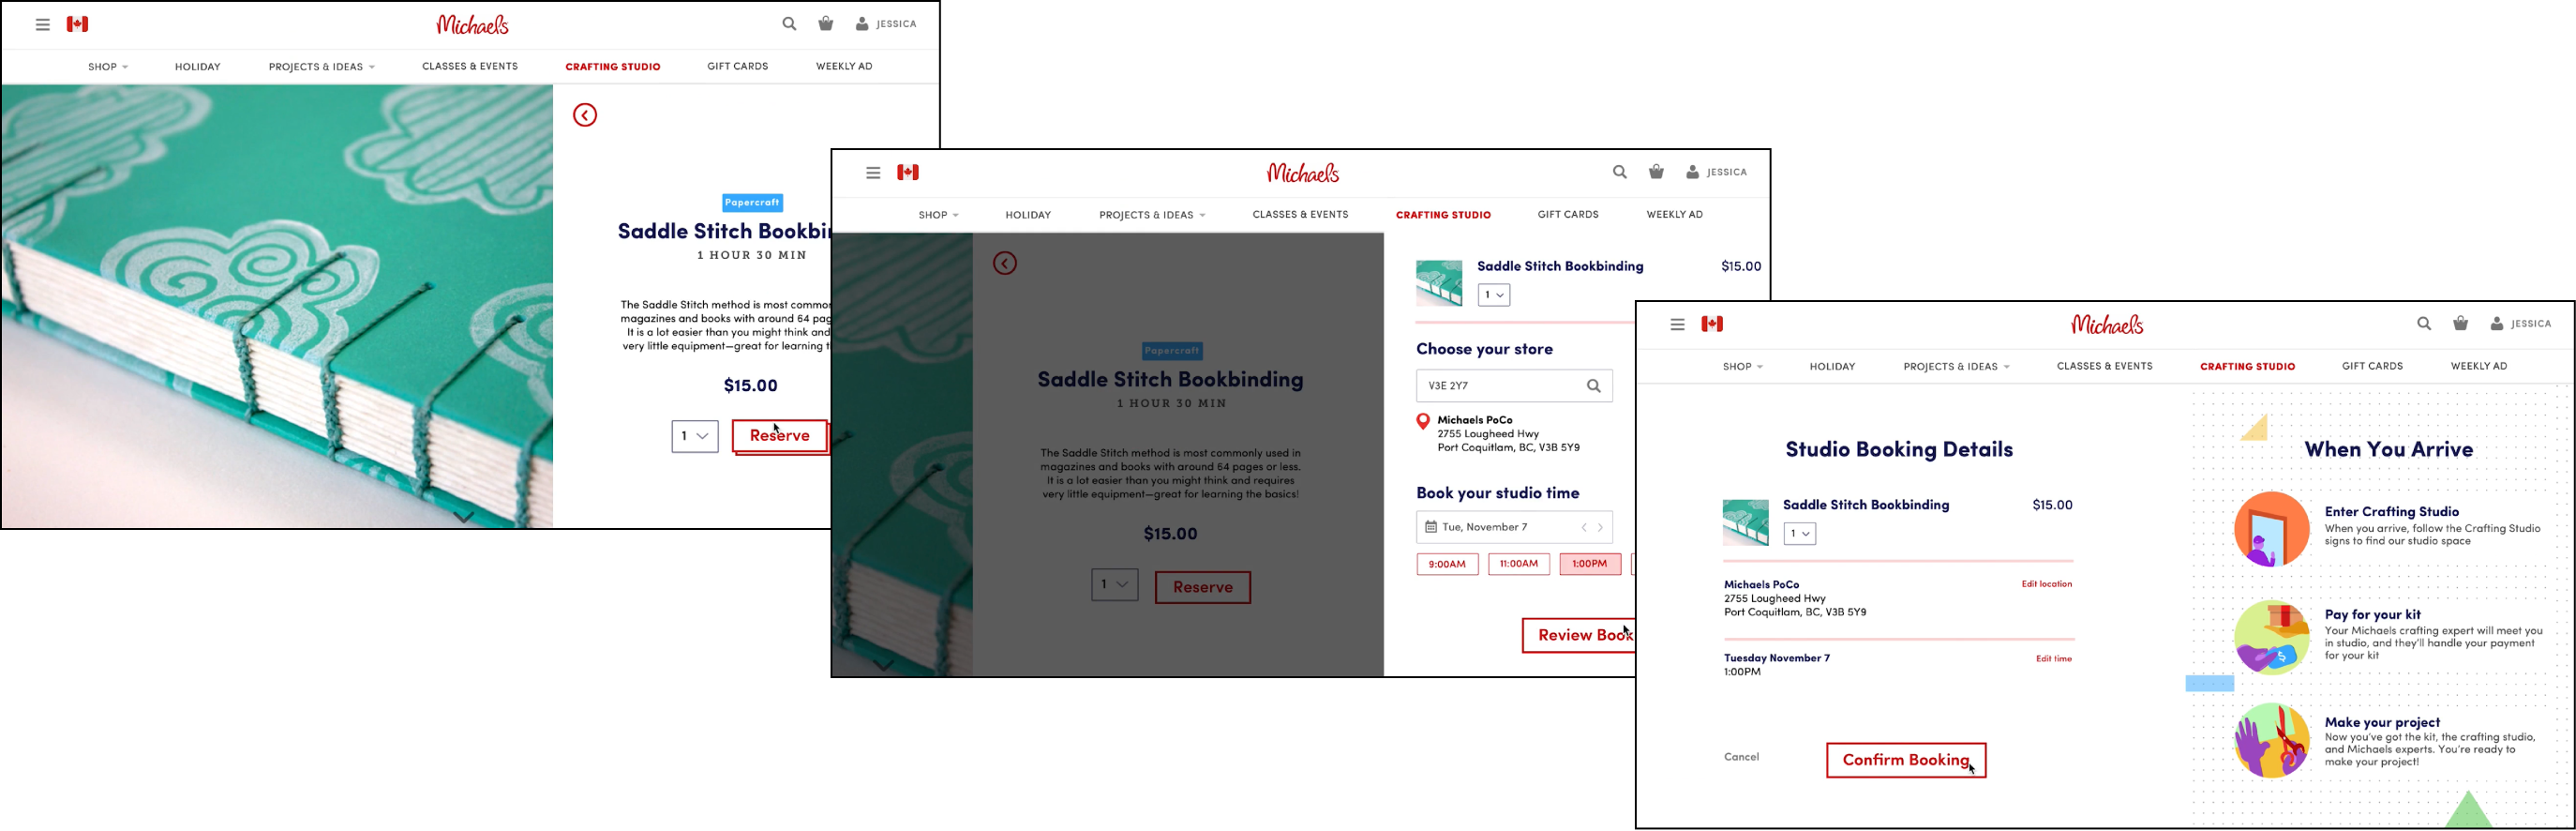 Michaels
JESSICA
SHOP
HOLIDAY
PROJECTS & IDEAS
CLASSES & EVENTS
CRAFTING STUDIO
GIFT CARDS
WEEKLY AD
Papercraft
Saddle Stitch Bookbi
1 HOUR 30 MIN
The Saddle Stitch method is most commo
magazines and books with around 64 pag
It is a lot easier than you might think and
very little equipment—great for learning t
$15.00
1
Reserve
Michaels
JESSICA
SHOP
HOLIDAY
PROJECTS & IDEAS
CLASSES & EVENTS
CRAFTING STUDIO
GIFT CARDS
WEEKLY AD
Papercraft
Saddle Stitch Bookbinding
1 HOUR 30 MIN
The Saddle Stitch method is most commonly used in
magazines and books with around 64 pages or less.
It is a lot easier than you might think and requires
very little equipment—great for learning the basics!
$15.00
1
Reserve
Saddle Stitch Bookbinding
$15.00
1
Choose your store
V3E 2Y7
Michaels PoCo
2755 Lougheed Hwy
Port Coquitlam, BC, V3B 5Y9
Book your studio time
Tue, November 7
9:00AM
11:00AM
1:00PM
Review Book
Michaels
JESSICA
SHOP
HOLIDAY
PROJECTS & IDEAS
CLASSES & EVENTS
CRAFTING STUDIO
GIFT CARDS
WEEKLY AD
Studio Booking Details
Saddle Stitch Bookbinding
$15.00
1
Michaels PoCo
Edit location
2755 Lougheed Hwy
Port Coquitlam, BC, V3B 5Y9
Tuesday November 7
Edit time
1:00PM
Cancel
Confirm Booking
When You Arrive
Enter Crafting Studio
When you arrive, follow the Crafting Studio
signs to find our studio space
Pay for your kit
Your Michaels crafting expert will meet you
in studio, and they'll handle your payment
for your kit
$
Make your project
Now you've got the kit, the crafting studio,
and Michaels experts. You're ready to
make your project!